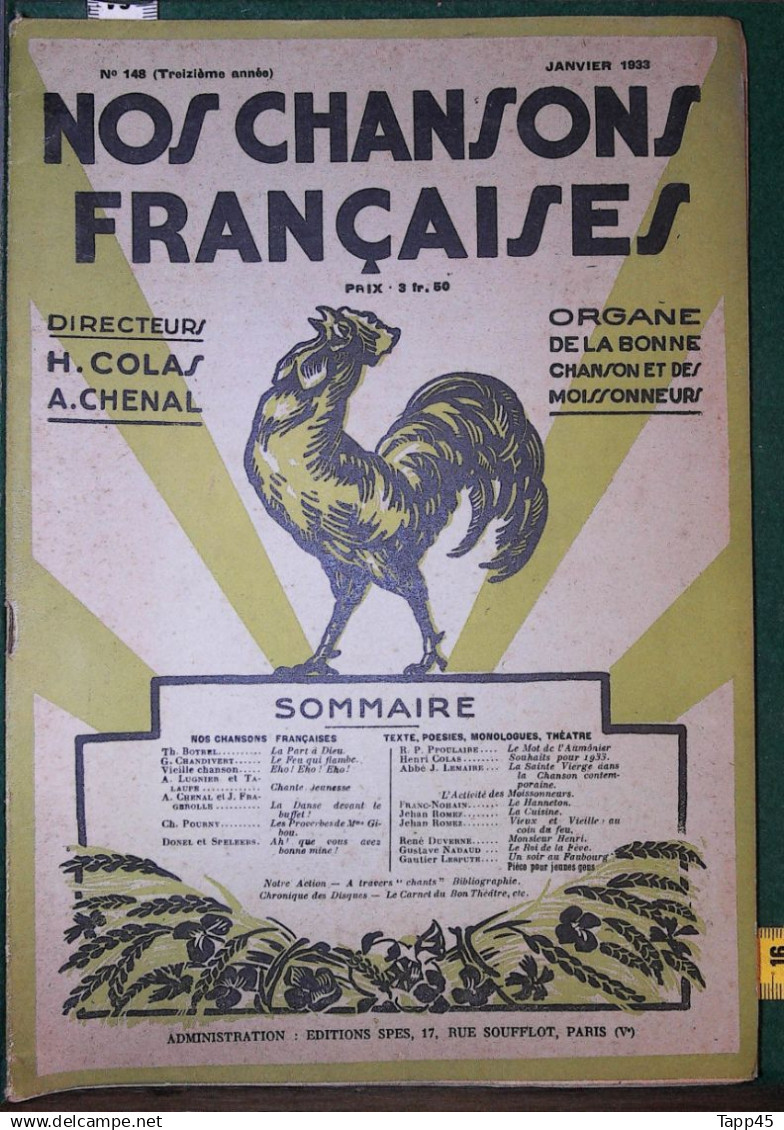 Nº 148 (Treizième année)
JANVIER 1933
NOS CHANSONS
FRANÇAISES
PRIX · 3 fr. 50
DIRECTEURS
H. COLAS
A. CHENAL
ORGANE
DE LA BONNE
CHANSON ET DES
MOISSONNEURS
SOMMAIRE
NOS CHANSONS FRANÇAISES
TH. BOTREL.......... La Part à Dieu.
G. CHANDIVERT.... Le Feu qui flambe.
Vieille chanson..... Eho! Eho! Eho!
A. LUGNIER et TA-
LAUPE ............ Chante Jeunesse
A. CHENAL et J. FRA-
GEROLLE ........ La Danse devant le
buffet!
CH. POURNY........ Les Proverbes de Mme Gi-
bou.
DONEL et SPELEERS. Ah! que vous avez
bonne mine!
TEXTE, POESIES, MONOLOGUES, THÉATRE
R. P. PPOULAIRE.... Le Mot de l'Aumônier
Henri COLAS........ Souhaits pour 1933.
Abbé J. LEMAIRE... La Sainte Vierge dans
la Chanson contem-
poraine.
L'Activité des Moissonneurs.
FRANC-NOHAIN....... Le Hanneton.
Jehan ROMEF........ La Cuisine.
Jehan ROMEE........ Vieux et Vieille: au
coin du feu.
René DUVERNE..... Monsieur Henri.
Gustave NADAUD .. Le Roi de la Fève.
Gautier LESPUTH... Un soir au Faubourg
Pièce pour jeunes gens
Notre Action — A travers "chants" Bibliographie.
Chronique des Disques — Le Carnet du Bon Théâtre, etc.
ADMINISTRATION : EDITIONS SPES, 17, RUE SOUFFLOT, PARIS (Ve)
16
Tapp45